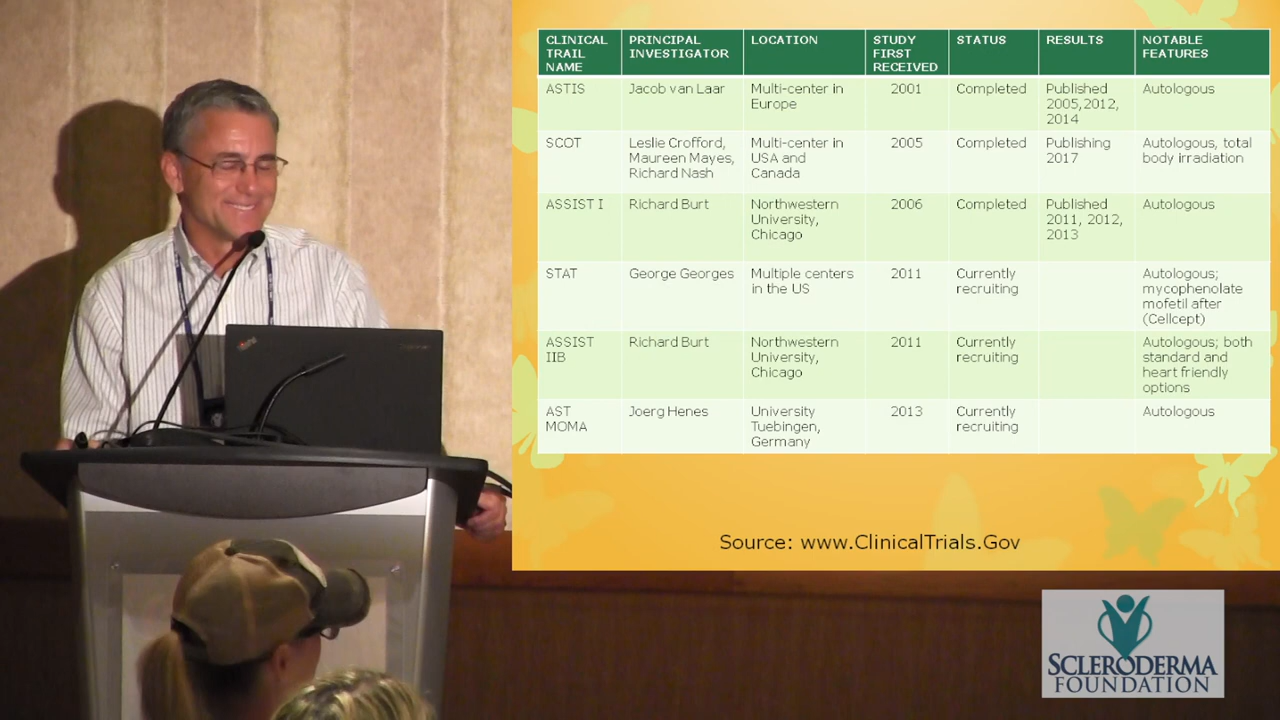 CLINICAL TRAIL NAME PRINCIPAL INVESTIGATOR LOCATION STUDY FIRST RECEIVED STATUS RESULTS NOTABLE FEATURES
ASTIS Jacob van Laar Multi-center in Europe 2001 Completed Published 2005, 2012, 2014 Autologous
SCOT Leslie Crofford, Maureen Mayes, Richard Nash Multi-center in USA and Canada 2005 Completed Publishing 2017 Autologous, total body irradiation
ASSIST I Richard Burt Northwestern University, Chicago 2006 Completed Published 2011, 2012, 2013 Autologous
STAT George Georges Multiple centers in the US 2011 Currently recruiting Autologous; mycophenolate mofetil after (Cellcept)
ASSIST IIB Richard Burt Northwestern University, Chicago 2011 Currently recruiting Autologous; both standard and heart friendly options
AST MOMA Joerg Henes University Tuebingen, Germany 2013 Currently recruiting Autologous
Source: www.ClinicalTrials.Gov
SCLERODERMA
FOUNDATION